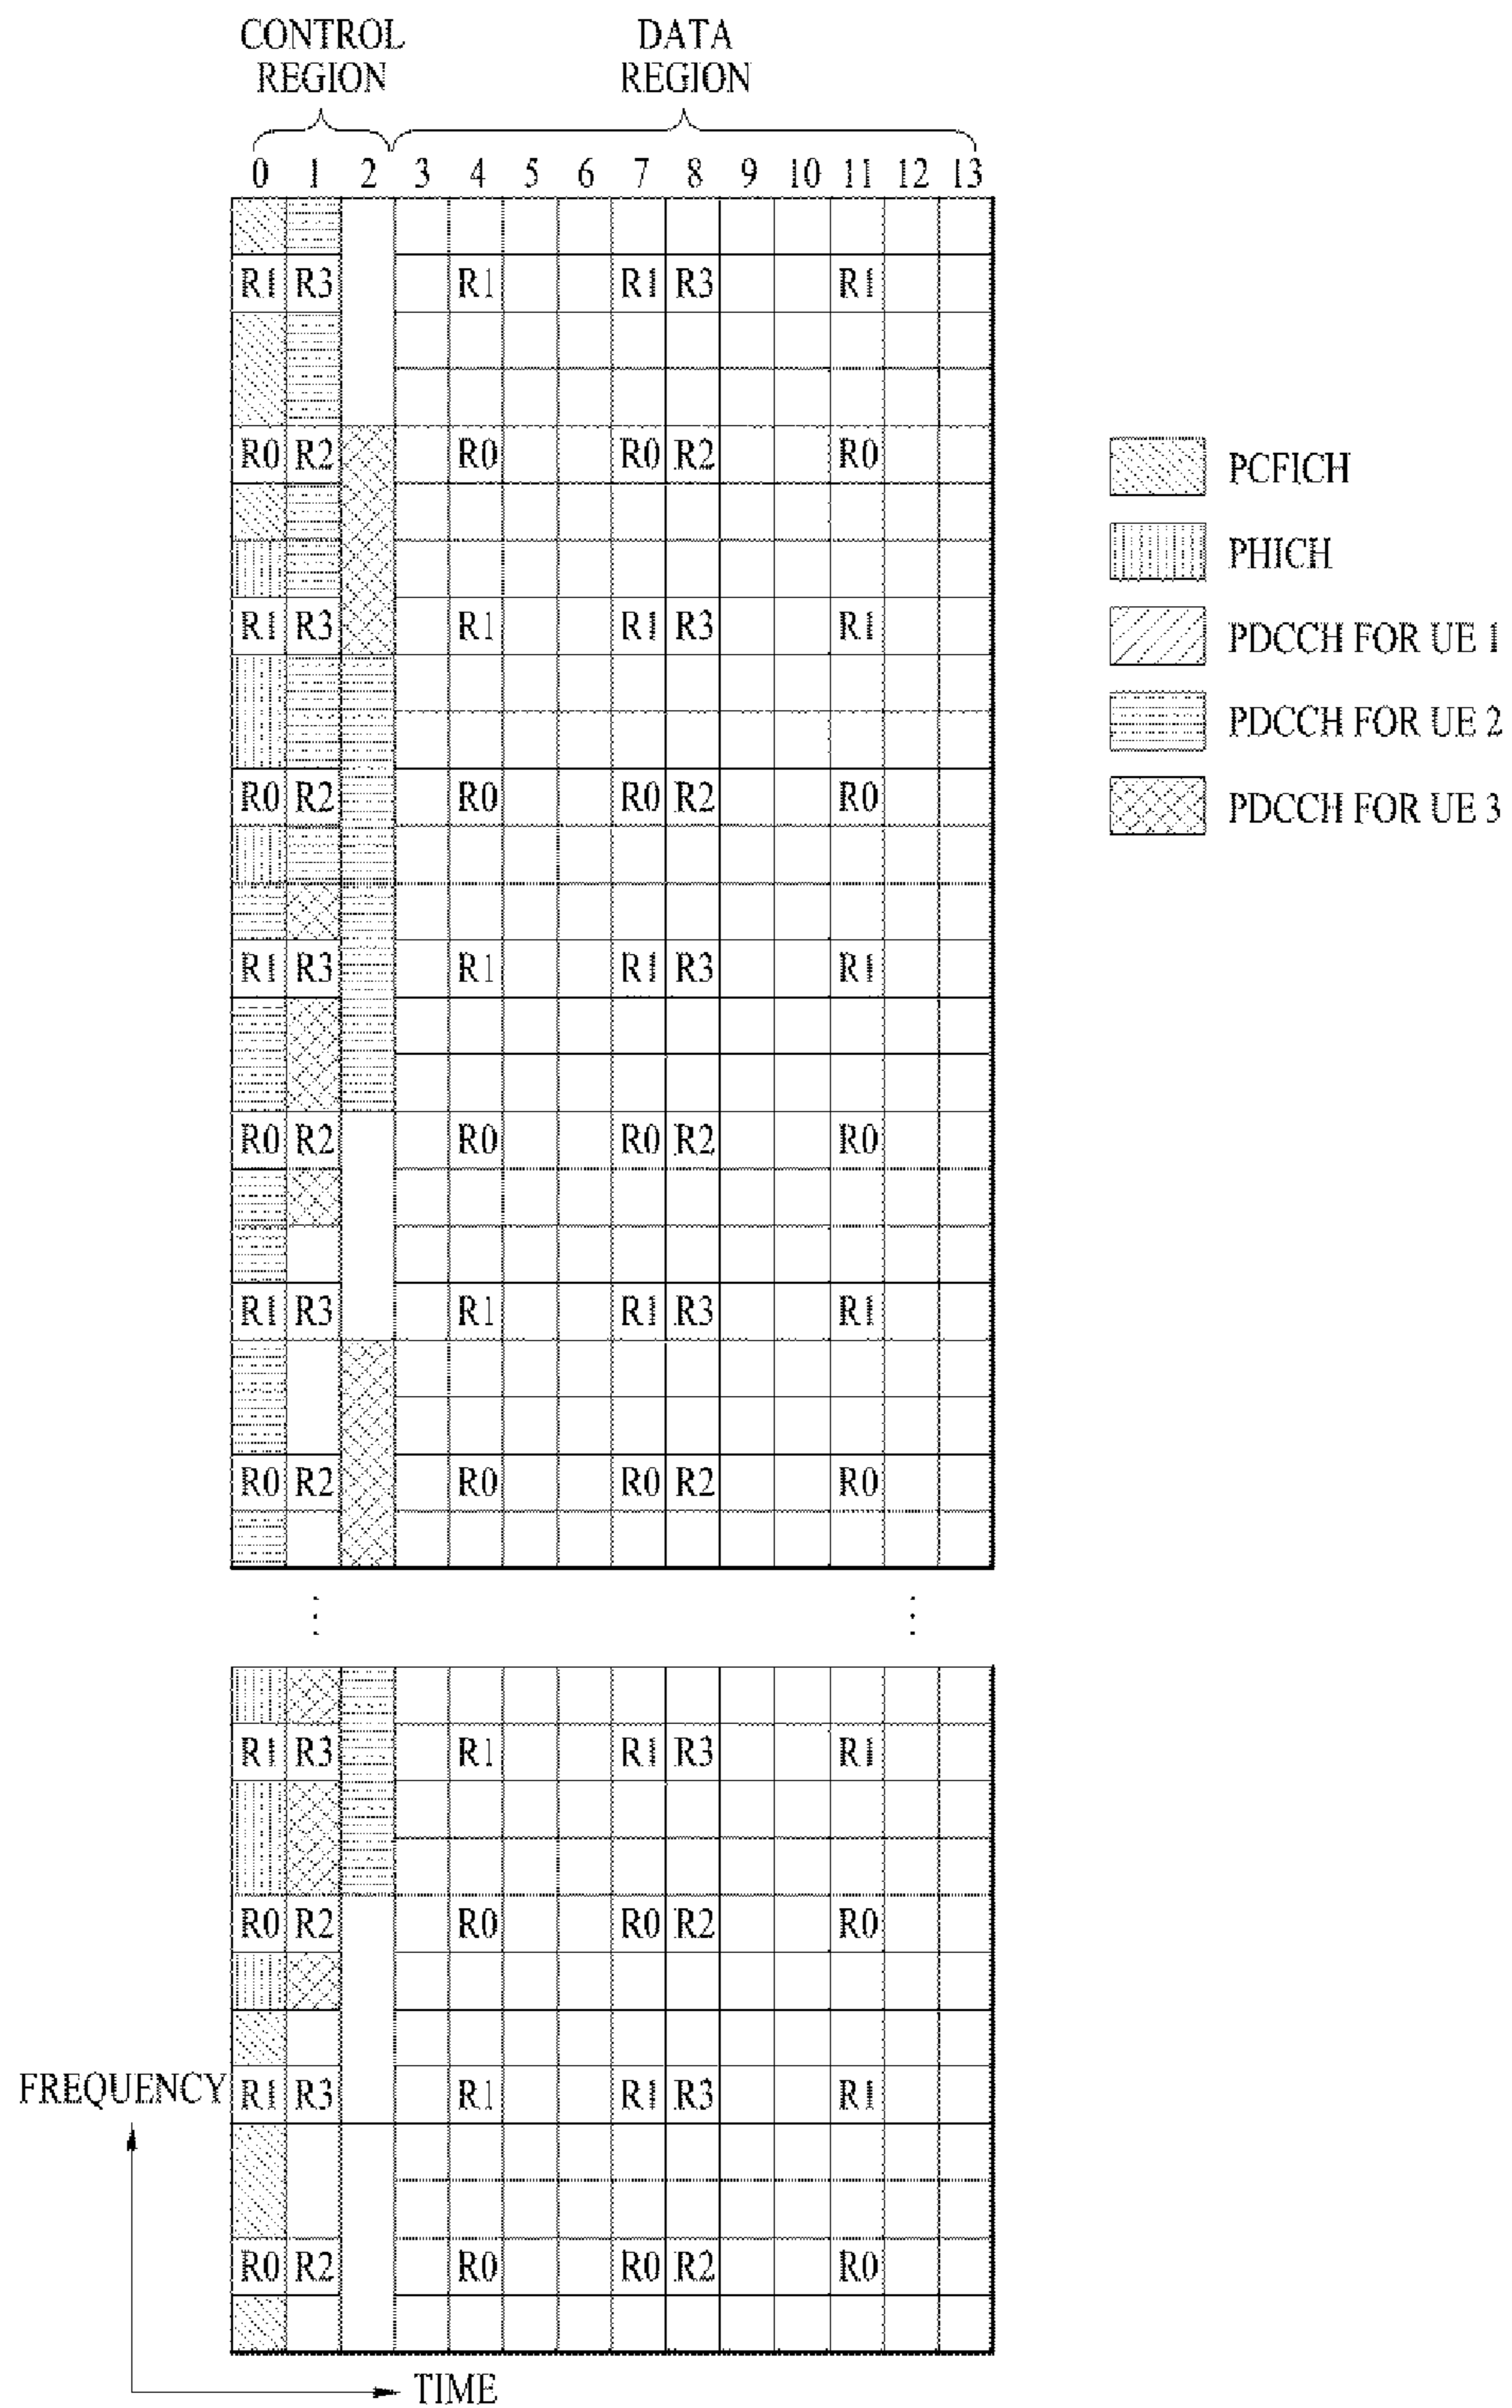 CONTROL REGION
DATA REGION
0 1 2 3 4 5 6 7 8 9 10 11 12 13
R1 R3 R1 R1 R3 R1
R0 R2 R0 R0 R2 R0
R1 R3 R1 R1 R3 R1
R0 R2 R0 R0 R2 R0
R1 R3 R1 R1 R3 R1
R0 R2 R0 R0 R2 R0
R1 R3 R1 R1 R3 R1
R0 R2 R0 R0 R2 R0
PCFICH
PHICH
PDCCH FOR UE 1
PDCCH FOR UE 2
PDCCH FOR UE 3
R1 R3 R1 R1 R3 R1
R0 R2 R0 R0 R2 R0
FREQUENCY R1 R3 R1 R1 R3 R1
R0 R2 R0 R0 R2 R0
TIME